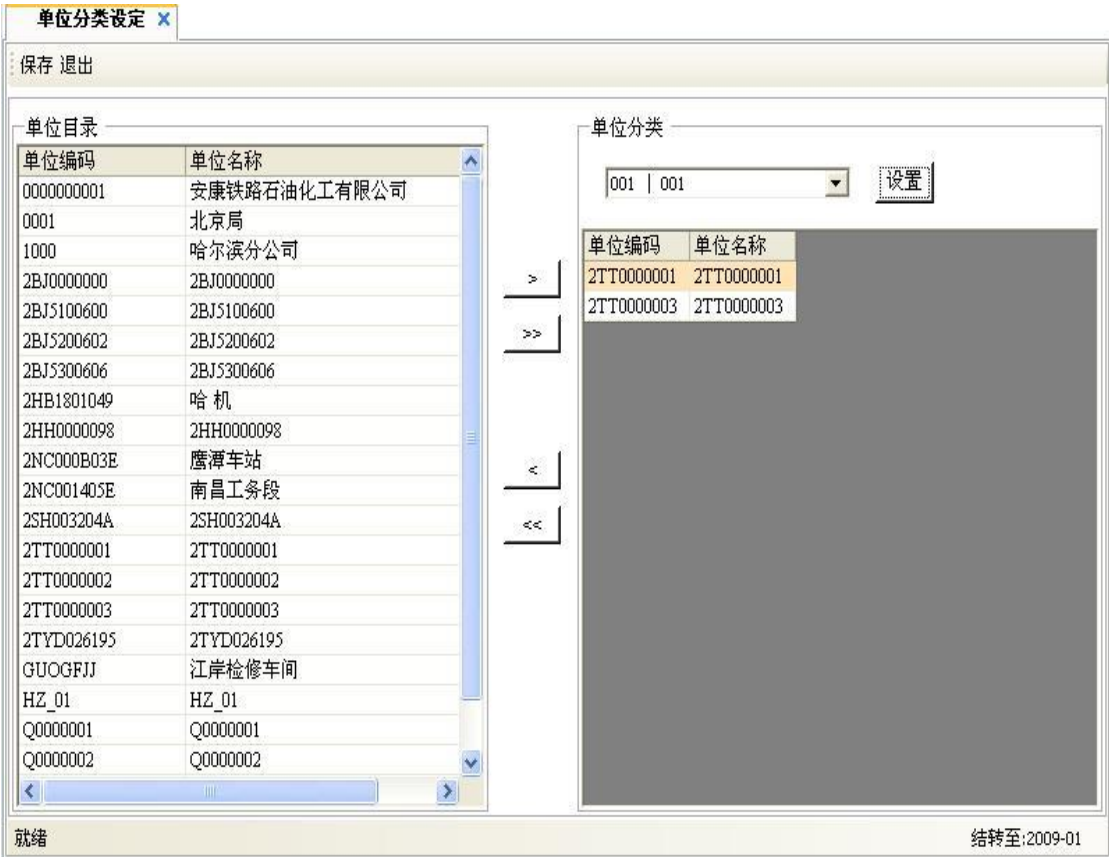 单位分类设定
保存 退出
单位目录
单位编码 单位名称
0000000001 安康铁路石油化工有限公司
0001 北京局
1000 哈尔滨分公司
2BJ0000000 2BJ0000000
2BJ5100600 2BJ5100600
2BJ5200602 2BJ5200602
2BJ5300606 2BJ5300606
2HB1801049 哈 机
2HH0000098 2HH0000098
2NC000B03E 鹰潭车站
2NC001405E 南昌工务段
2SH003204A 2SH003204A
2TT0000001 2TT0000001
2TT0000002 2TT0000002
2TT0000003 2TT0000003
2TYD026195 2TYD026195
GUOGFJJ 江岸检修车间
HZ_01 HZ_01
Q0000001 Q0000001
Q0000002 Q0000002
>
>>
<
<<
单位分类
001 | 001 设置
单位编码 单位名称
2TT0000001 2TT0000001
2TT0000003 2TT0000003
就绪 结转至:2009-01